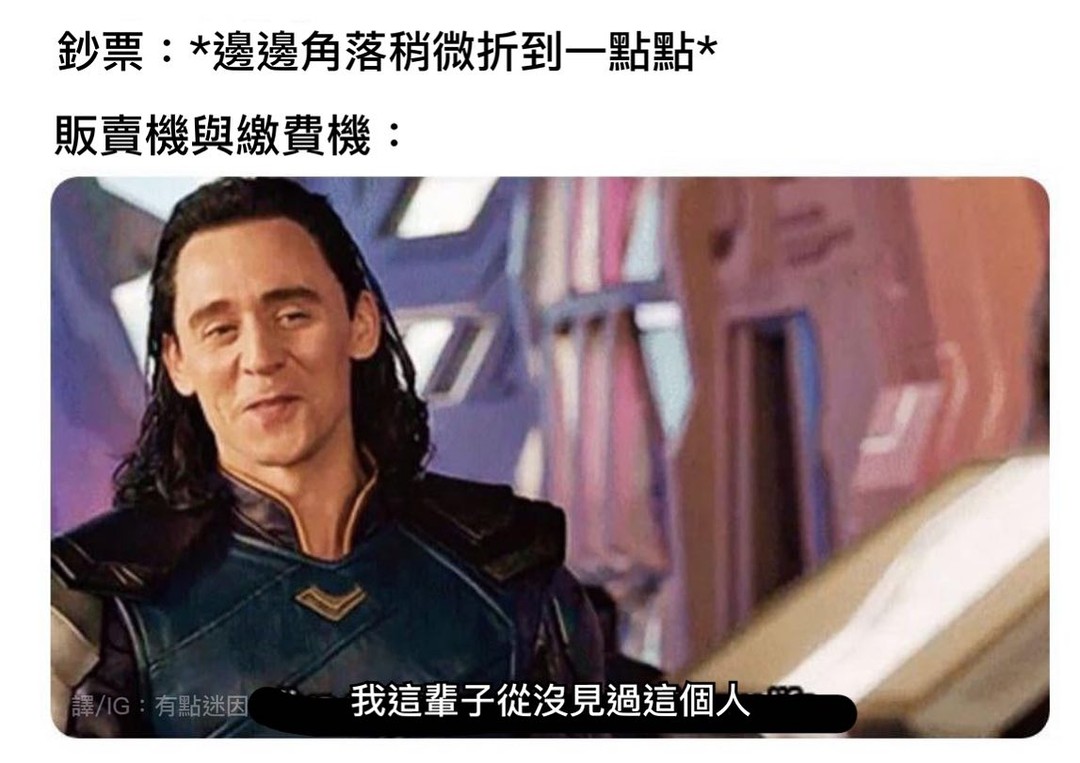 鈔票：*邊邊角落稍微折到一點點*
販賣機與繳費機：
譯/IG：有點迷因
我這輩子從沒見過這個人